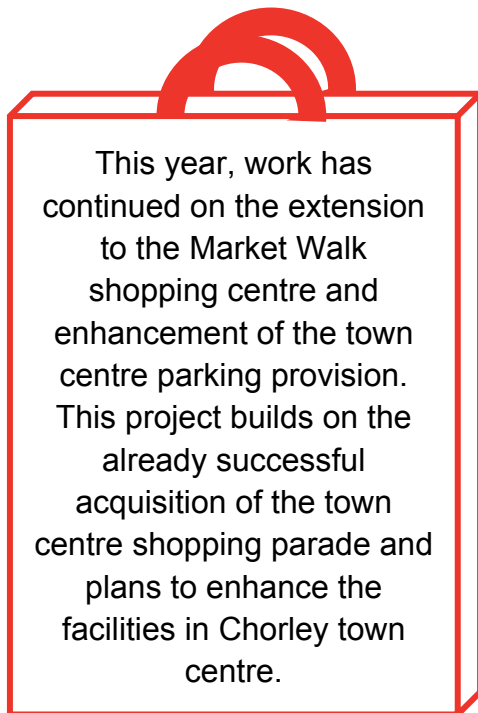 This year, work has
continued on the extension
to the Market Walk
shopping centre and
enhancement of the town
centre parking provision.
This project builds on the
already successful
acquisition of the town
centre shopping parade and
plans to enhance the
facilities in Chorley town
centre.